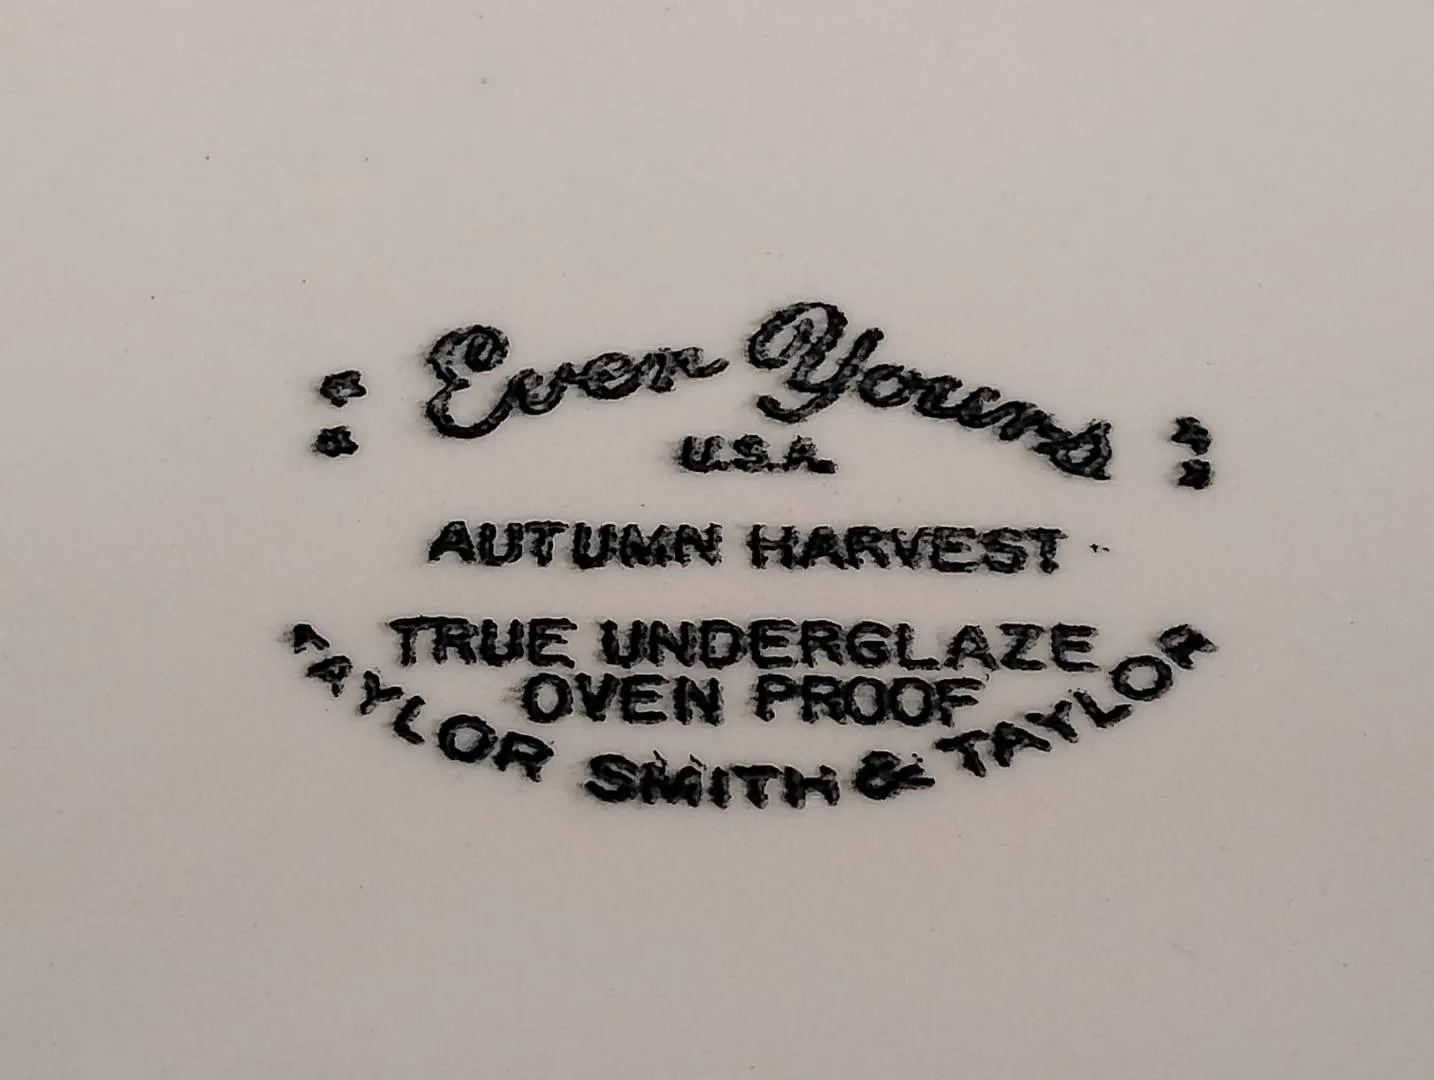 Ever Yours
U.S.A.
AUTUMN HARVEST
TRUE UNDERGLAZE
OVEN PROOF
TAYLOR SMITH & TAYLOR